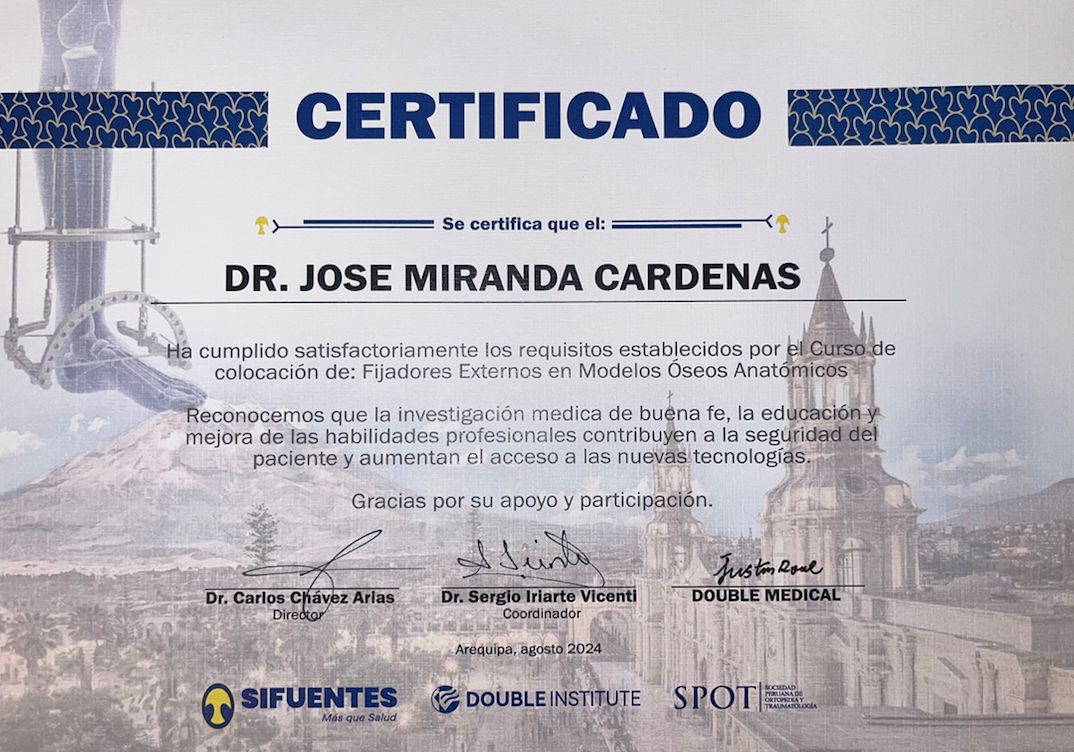 CERTIFICADO
Se certifica que el:
DR. JOSE MIRANDA CARDENAS
Ha cumplido satisfactoriamente los requisitos establecidos por el Curso de
colocación de: Fijadores Externos en Modelos Óseos Anatómicos
Reconocemos que la investigación medica de buena fe, la educación y
mejora de las habilidades profesionales contribuyen a la seguridad del
paciente y aumentan el acceso a las nuevas tecnologías.
Gracias por su apoyo y participación.
Dr. Carlos Chávez Arias
Director
Dr. Sergio Iriarte Vicenti
Coordinador
DOUBLE MEDICAL
Arequipa, agosto 2024
SIFUENTES
Más que Salud
DOUBLE INSTITUTE
SPOT
SOCIEDAD
PERUANA DE
ORTOPEDIA Y
TRAUMATOLOGÍA